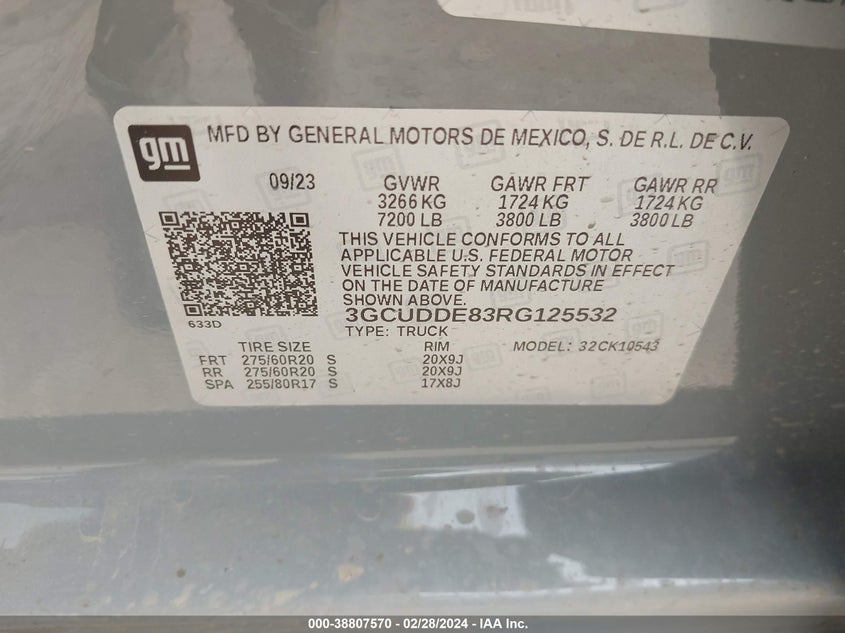 gm
MFD BY GENERAL MOTORS DE MEXICO, S. DE R.L. DE C.V.
09/23 GVWR GAWR FRT GAWR RR
3266 KG 1724 KG 1724 KG
7200 LB 3800 LB 3800 LB
THIS VEHICLE CONFORMS TO ALL
APPLICABLE U.S. FEDERAL MOTOR
VEHICLE SAFETY STANDARDS IN EFFECT
ON THE DATE OF MANUFACTURE
SHOWN ABOVE.
633D
3GCUDDE83RG125532
TYPE: TRUCK
TIRE SIZE RIM MODEL: 32CK10543
FRT 275/60R20 S 20X9J
RR 275/60R20 S 20X9J
SPA 255/80R17 S 17X8J
000-38807570 - 02/28/2024 - IAA Inc.